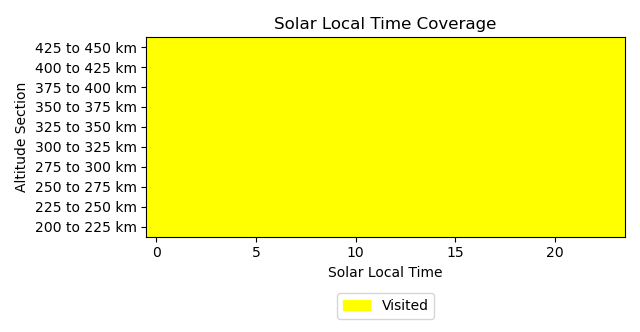 Solar Local Time Coverage
Altitude Section
425 to 450 km
400 to 425 km
375 to 400 km
350 to 375 km
325 to 350 km
300 to 325 km
275 to 300 km
250 to 275 km
225 to 250 km
200 to 225 km
0 5 10 15 20
Solar Local Time
Visited